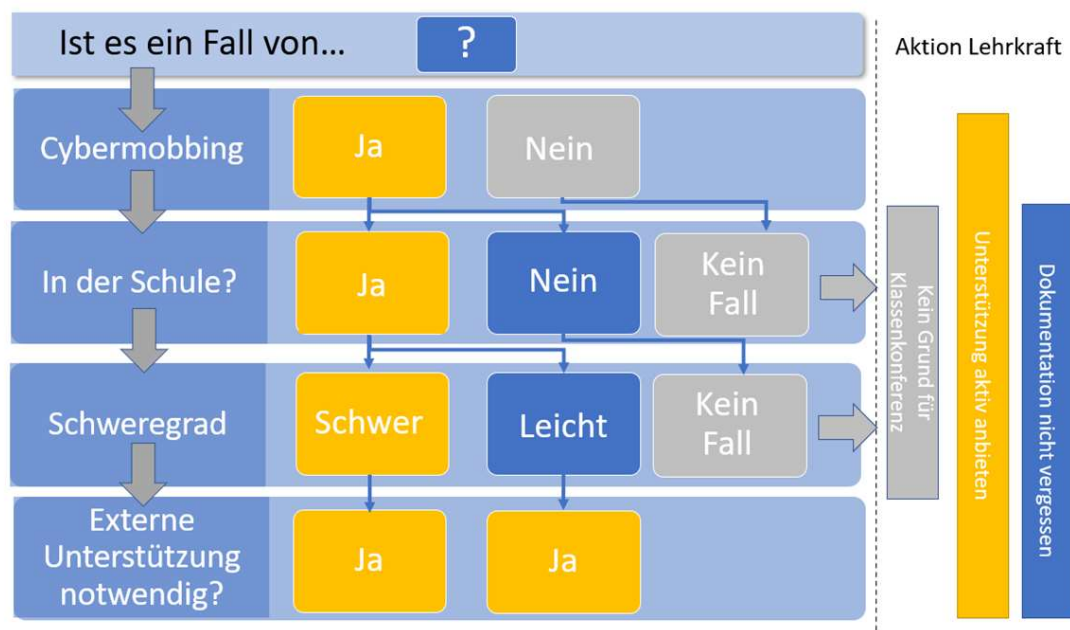 Ist es ein Fall von...
?
Aktion Lehrkraft
Cybermobbing
Ja
Nein
In der Schule?
Ja
Nein
Kein
Fall
Schweregrad
Schwer
Leicht
Kein
Fall
Externe
Unterstützung
notwendig?
Ja
Ja
Kein Grund für
Klassenkonferenz
Unterstützung aktiv anbieten
Dokumentation nicht vergessen